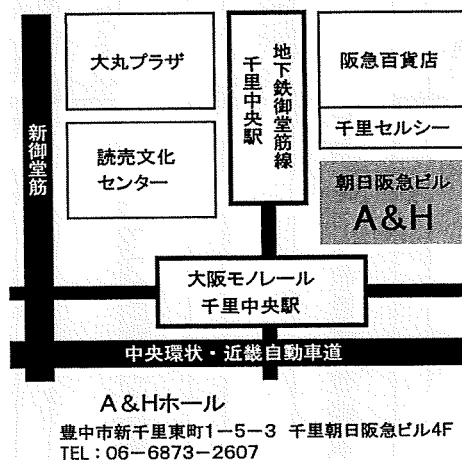 大丸プラザ
地下鉄御堂筋線
千里中央駅
阪急百貨店
千里セルシー
新御堂筋
読売文化
センター
朝日阪急ビル
A&H
大阪モノレール
千里中央駅
中央環状・近畿自動車道
A&Hホール
豊中市新千里東町1−5−3 千里朝日阪急ビル4F
TEL：06−6873−2607